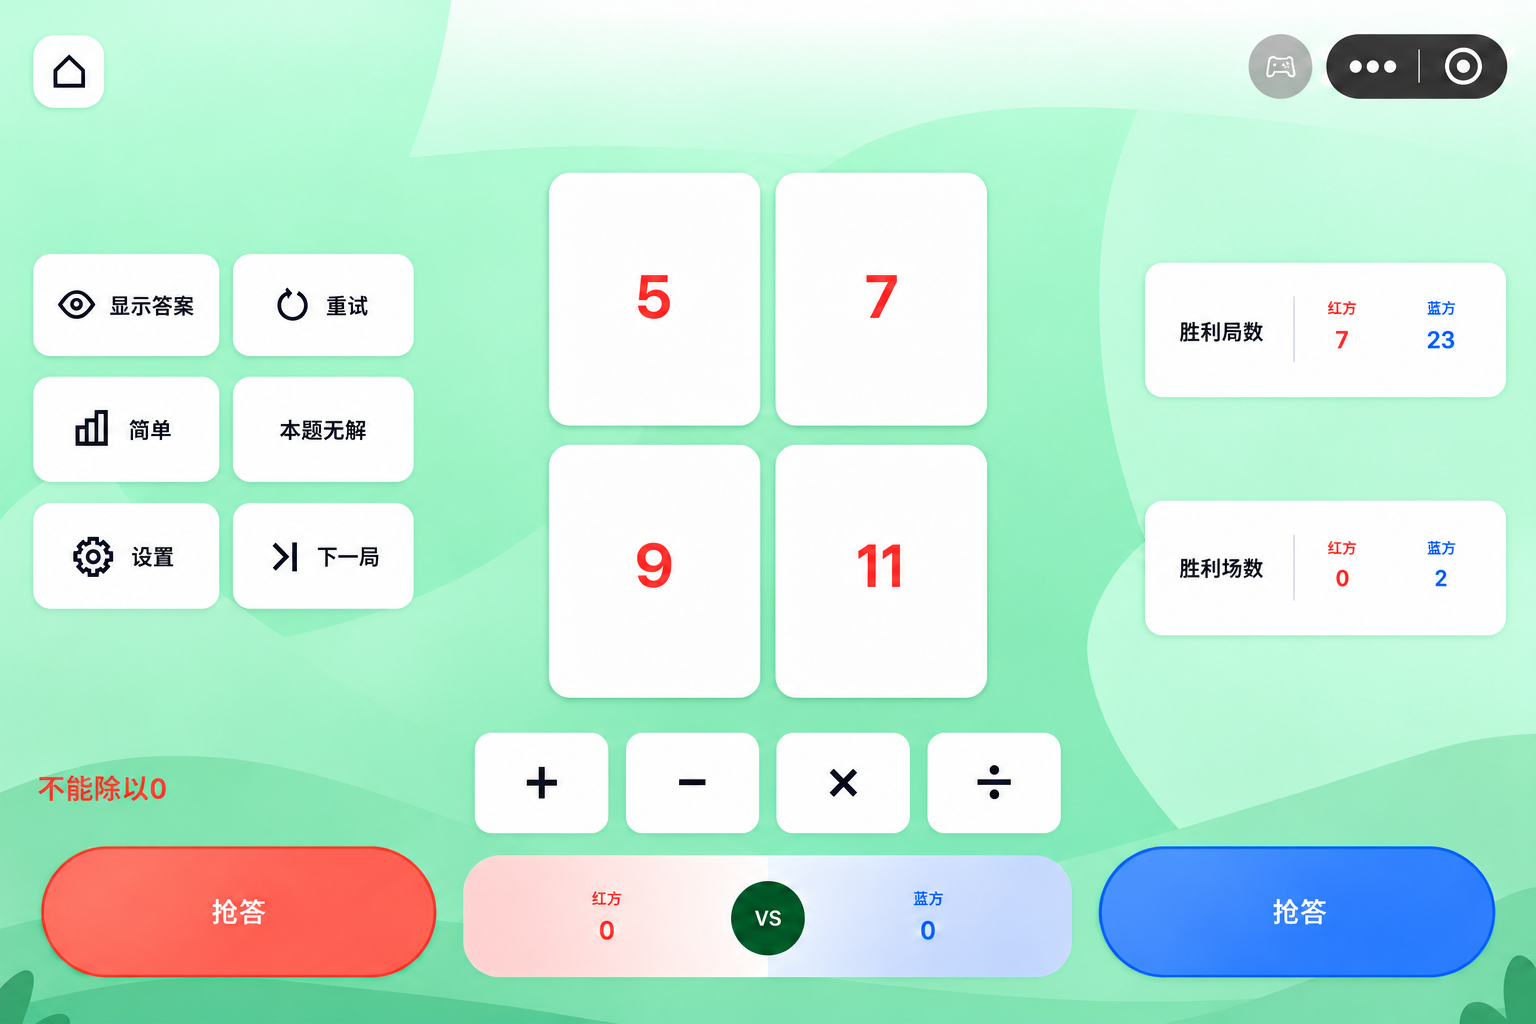 显示答案
重试
简单
本题无解
设置
下一局
5
7
9
11
+
−
×
÷
胜利局数
红方
蓝方
7
23
胜利场数
红方
蓝方
0
2
不能除以0
抢答
红方
0
VS
蓝方
0
抢答